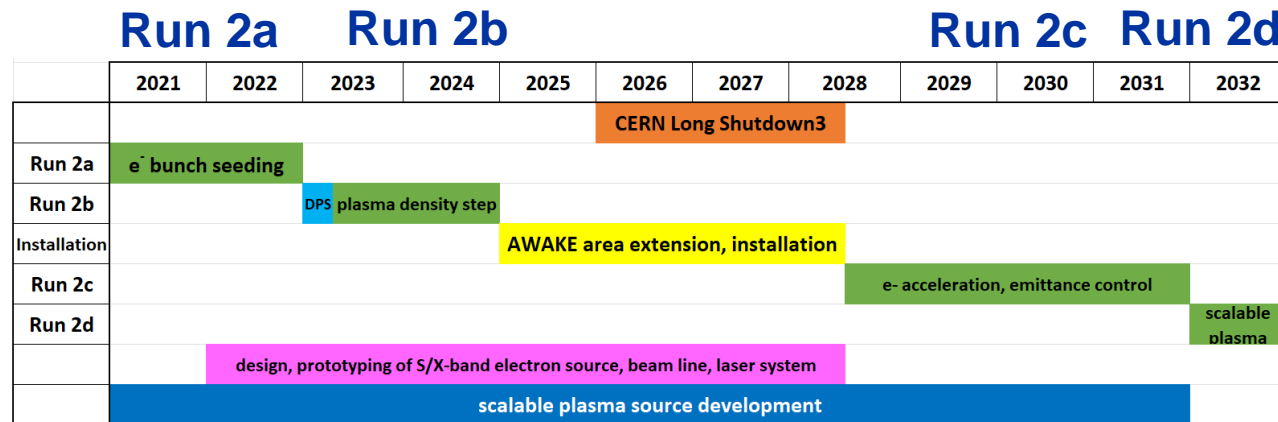 Run 2a Run 2b Run 2c Run 2d
2021 2022 2023 2024 2025 2026 2027 2028 2029 2030 2031 2032
CERN Long Shutdown3
Run 2a e⁻ bunch seeding
Run 2b DPS plasma density step
Installation AWAKE area extension, installation
Run 2c e- acceleration, emittance control
Run 2d scalable
plasma
design, prototyping of S/X-band electron source, beam line, laser system
scalable plasma source development